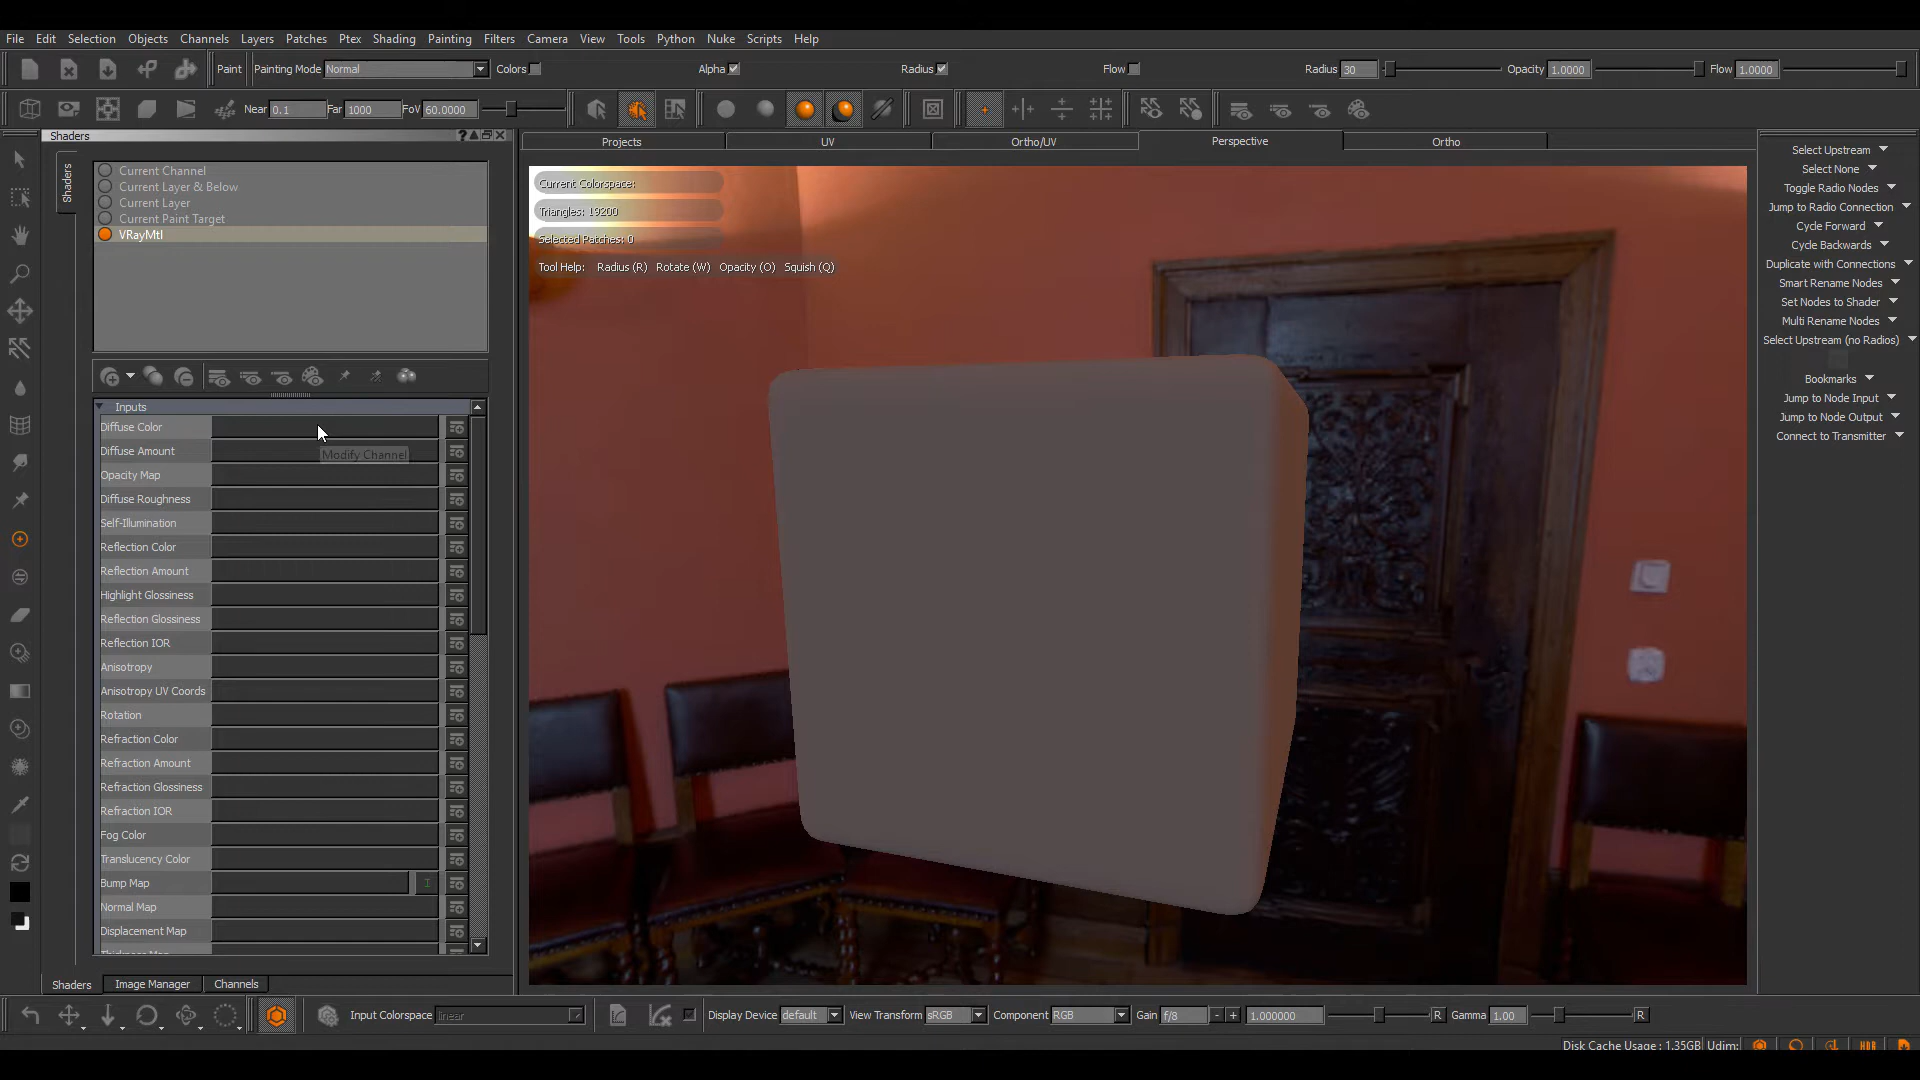 File Edit Selection Objects Channels Layers Patches Ptex Shading Painting Filters Camera View Tools Python Nuke Scripts Help
Paint Painting Mode Normal Colors Alpha Radius Flow Radius 30 Opacity 1.0000 Flow 1.0000
Near 0.1 Far 1000 FoV 60.0000
Shaders
Projects UV Ortho/UV Perspective Ortho
Shaders
Current Channel
Current Layer & Below
Current Layer
Current Paint Target
VRayMtl
Inputs
Diffuse Color
Modify Channel
Diffuse Amount
Opacity Map
Diffuse Roughness
Self-Illumination
Reflection Color
Reflection Amount
Highlight Glossiness
Reflection Glossiness
Reflection IOR
Anisotropy
Anisotropy UV Coords
Rotation
Refraction Color
Refraction Amount
Refraction Glossiness
Refraction IOR
Fog Color
Translucency Color
Bump Map
Normal Map
Displacement Map
Shaders Image Manager Channels
Current Colorspace:
Triangles: 19200
Selected Patches: 0
Tool Help: Radius (R) Rotate (W) Opacity (O) Squish (Q)
Select Upstream
Select None
Toggle Radio Nodes
Jump to Radio Connection
Cycle Forward
Cycle Backwards
Duplicate with Connections
Smart Rename Nodes
Set Nodes to Shader
Multi Rename Nodes
Select Upstream (no Radios)
Bookmarks
Jump to Node Input
Jump to Node Output
Connect to Transmitter
Input Colorspace linear Display Device default View Transform sRGB Component RGB Gain f/8 - + 1.000000 R Gamma 1.00 R
Disk Cache Usage : 1.35GB Udim: